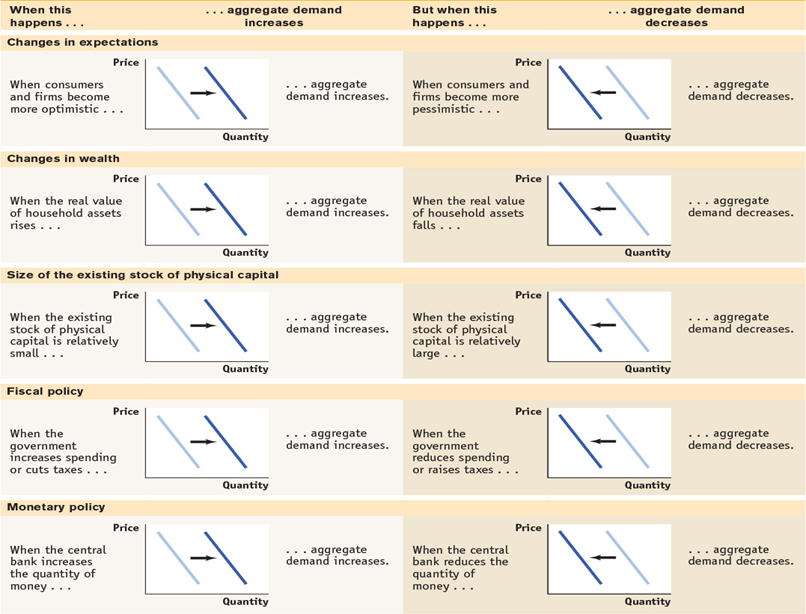 When this
happens . . .
. . . aggregate demand
increases
But when this
happens . . .
. . . aggregate demand
decreases
Changes in expectations
When consumers
and firms become
more optimistic . . .
Price
Quantity
. . . aggregate
demand increases.
When consumers and
firms become more
pessimistic . . .
Price
Quantity
. . . aggregate
demand decreases.
Changes in wealth
When the real value
of household assets
rises . . .
Price
Quantity
. . . aggregate
demand increases.
When the real value
of household assets
falls . . .
Price
Quantity
. . . aggregate
demand decreases.
Size of the existing stock of physical capital
When the existing
stock of physical
capital is relatively
small . . .
Price
Quantity
. . . aggregate
demand increases.
When the existing
stock of physical
capital is relatively
large . . .
Price
Quantity
. . . aggregate
demand decreases.
Fiscal policy
When the
government
increases spending
or cuts taxes . . .
Price
Quantity
. . . aggregate
demand increases.
When the
government
reduces spending
or raises taxes . . .
Price
Quantity
. . . aggregate
demand decreases.
Monetary policy
When the central
bank increases
the quantity of
money . . .
Price
Quantity
. . . aggregate
demand increases.
When the central
bank reduces the
quantity of
money . . .
Price
Quantity
. . . aggregate
demand decreases.